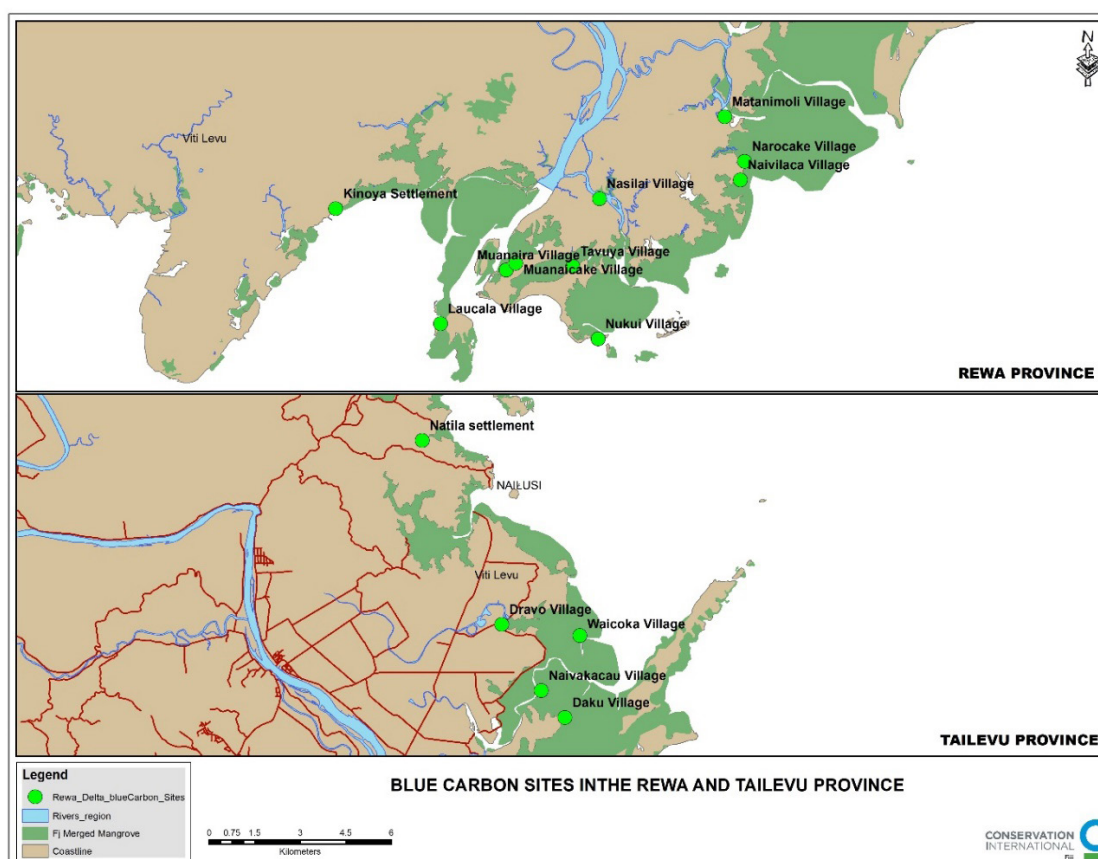 N
Matanimoli Village
Viti Levu
Narocake Village
Naivilaca Village
Kinoya Settlement
Nasilai Village
Muanaira Village
Tavuya Village
Muanaicake Village
Laucala Village
Nukui Village
REWA PROVINCE
Natila settlement
NAILUSI
Viti Levu
Dravo Village
Waicoka Village
Naivakacau Village
Daku Village
TAILEVU PROVINCE
Legend
Rewa_Delta_blueCarbon_Sites
Rivers_region
Fj Merged Mangrove
Coastline
BLUE CARBON SITES INTHE REWA AND TAILEVU PROVINCE
0 0.75 1.5 3 4.5 6
Kilometers
CONSERVATION
INTERNATIONAL
Fiji